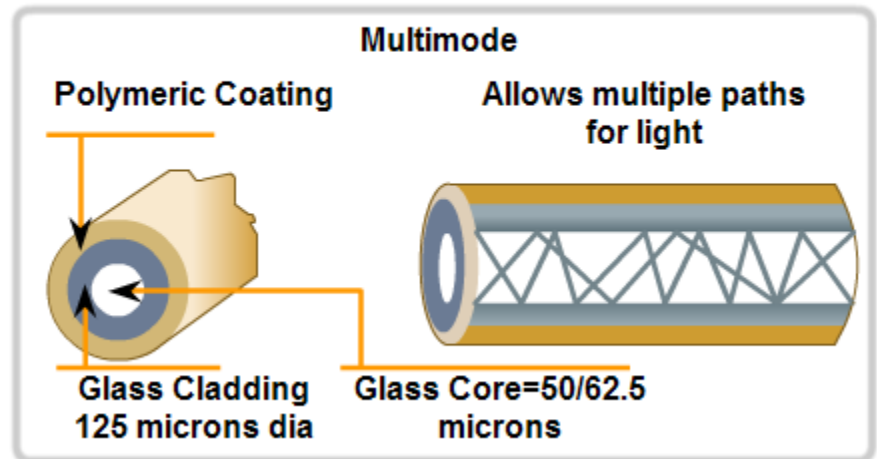 Multimode
Polymeric Coating
Allows multiple paths
for light
Glass Cladding
125 microns dia
Glass Core=50/62.5
microns